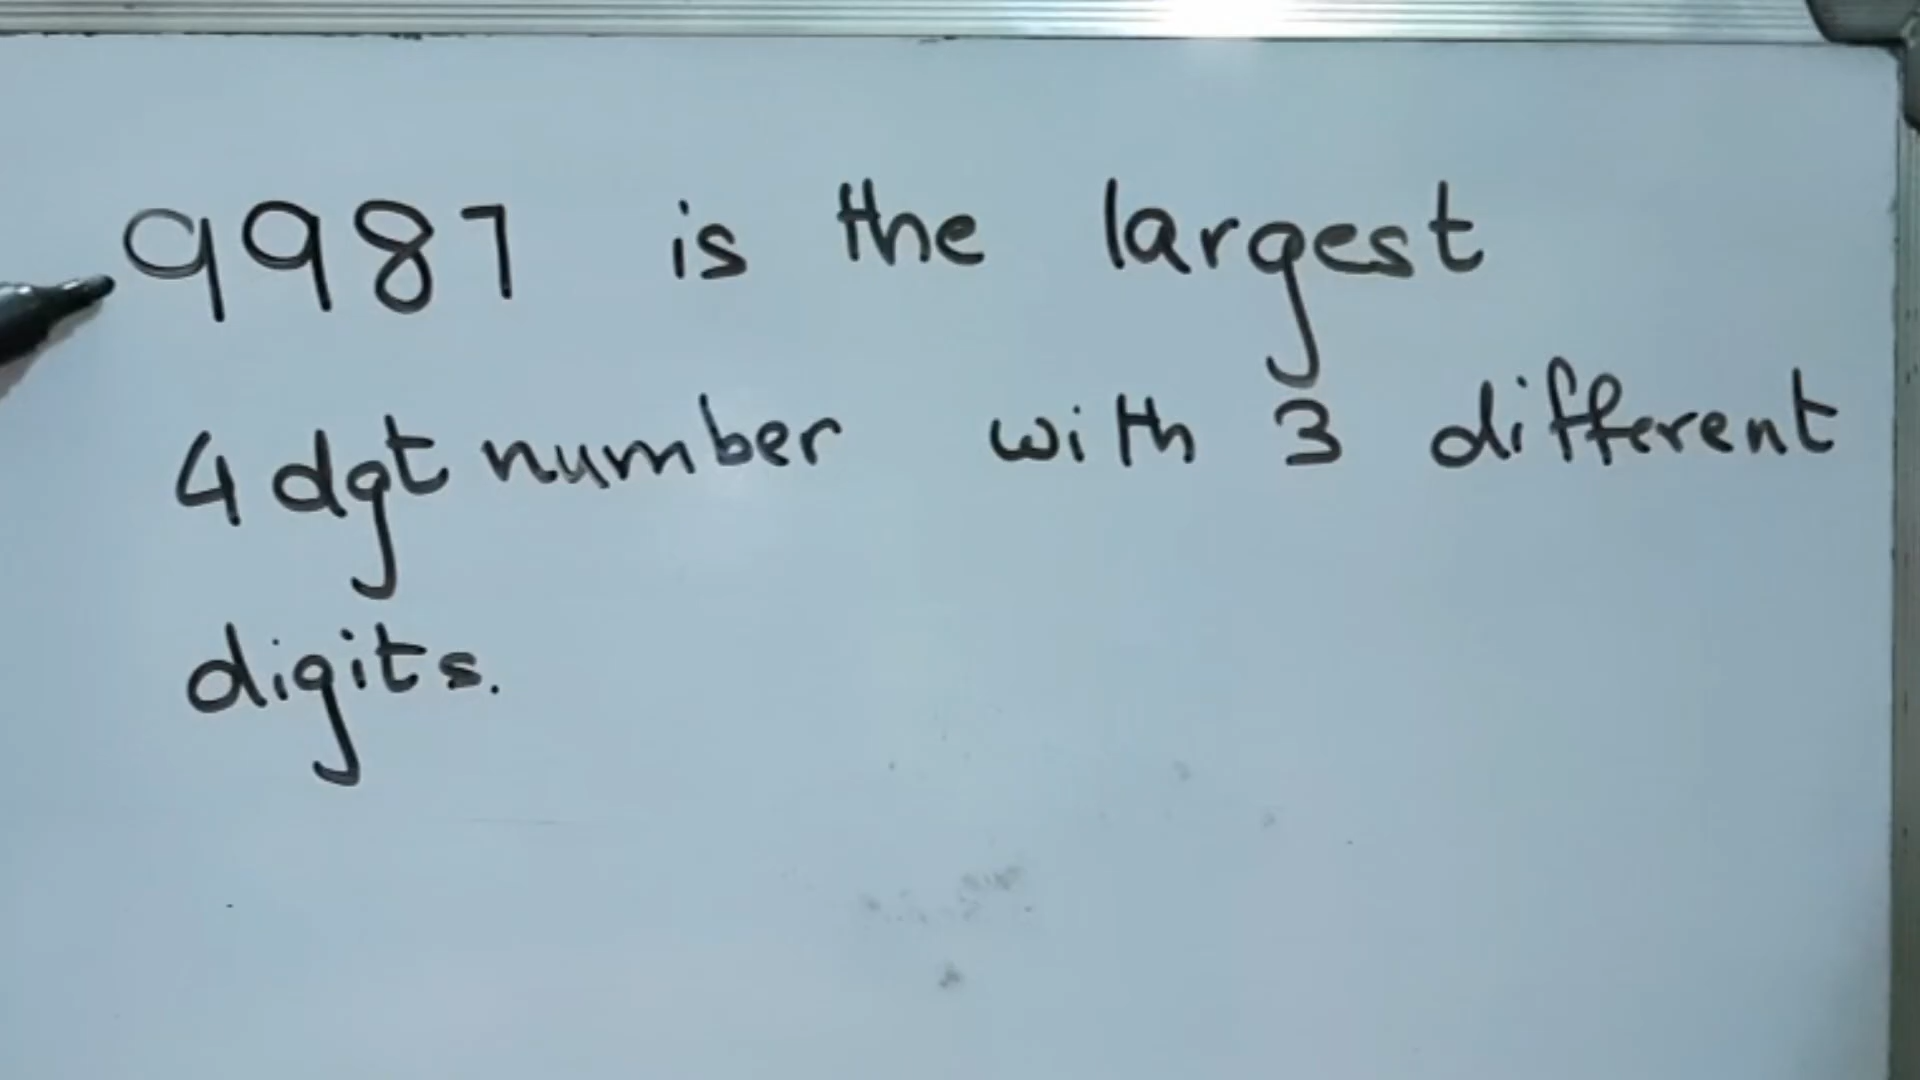 9987 is the largest
4 dgt number with 3 different
digits.